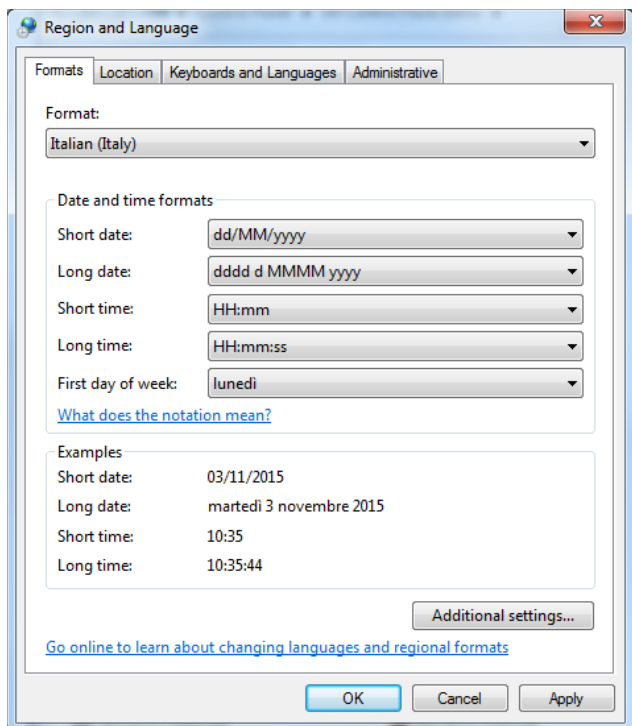 Region and Language
Formats Location Keyboards and Languages Administrative
Format:
Italian (Italy)
Date and time formats
Short date: dd/MM/yyyy
Long date: dddd d MMMM yyyy
Short time: HH:mm
Long time: HH:mm:ss
First day of week: lunedì
What does the notation mean?
Examples
Short date: 03/11/2015
Long date: martedì 3 novembre 2015
Short time: 10:35
Long time: 10:35:44
Additional settings...
Go online to learn about changing languages and regional formats
OK Cancel Apply